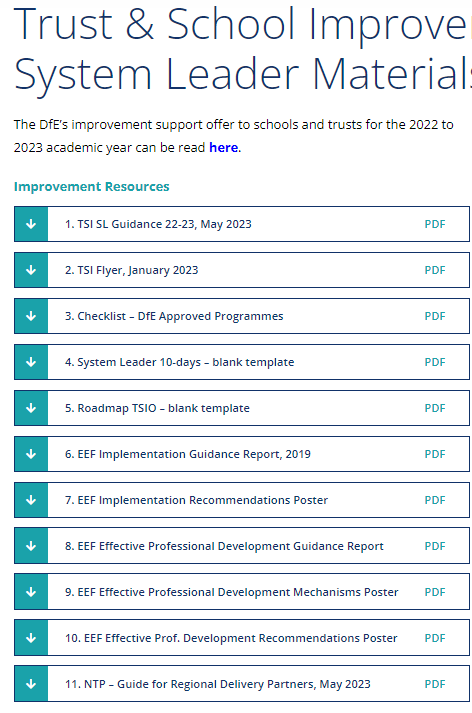 Trust & School Improve
System Leader Materials
The DfE's improvement support offer to schools and trusts for the 2022 to
2023 academic year can be read here.
Improvement Resources
1. TSI SL Guidance 22-23, May 2023 PDF
2. TSI Flyer, January 2023 PDF
3. Checklist – DfE Approved Programmes PDF
4. System Leader 10-days – blank template PDF
5. Roadmap TSIO – blank template PDF
6. EEF Implementation Guidance Report, 2019 PDF
7. EEF Implementation Recommendations Poster PDF
8. EEF Effective Professional Development Guidance Report PDF
9. EEF Effective Professional Development Mechanisms Poster PDF
10. EEF Effective Prof. Development Recommendations Poster PDF
11. NTP – Guide for Regional Delivery Partners, May 2023 PDF